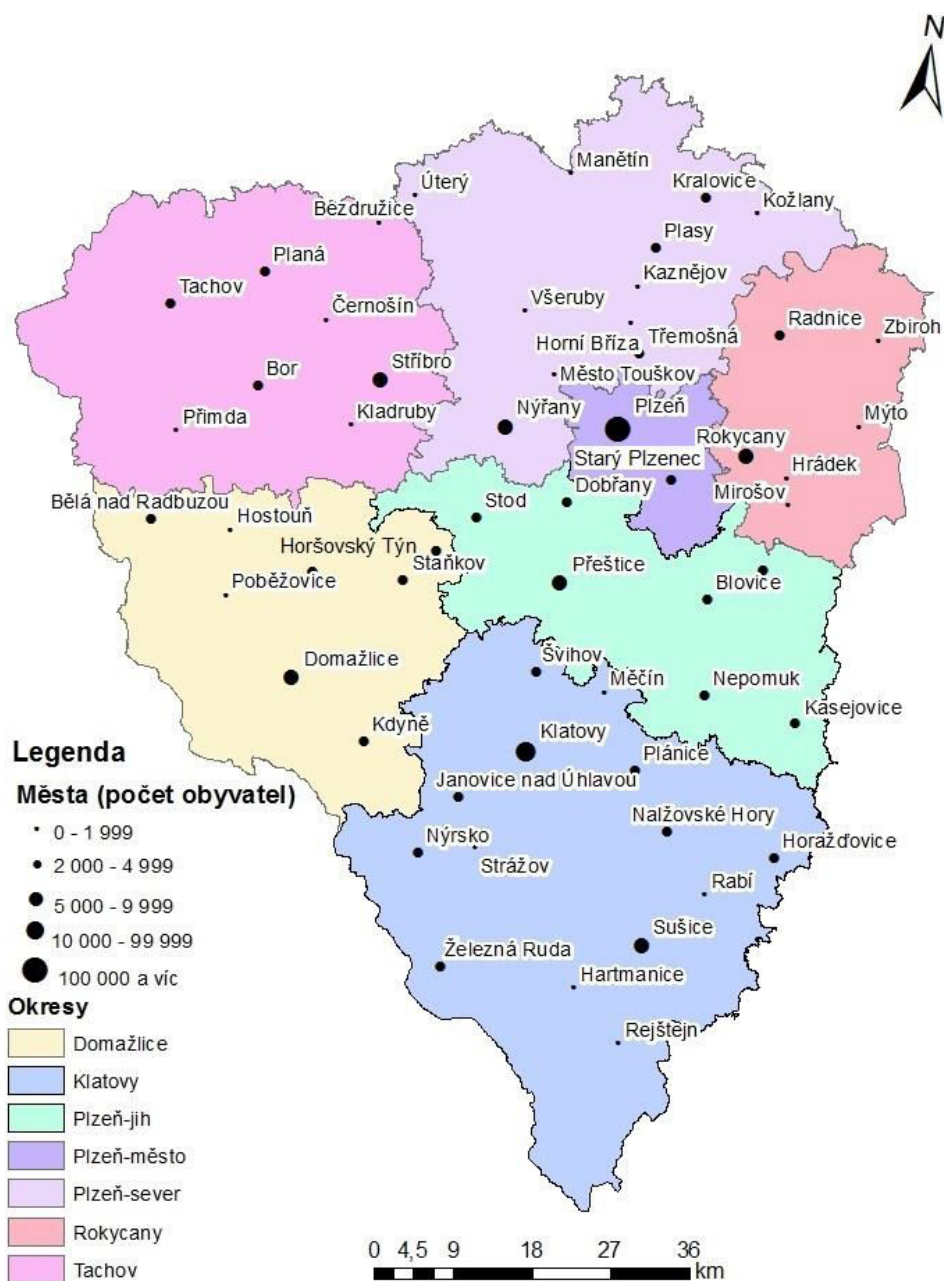 N
Manětín
Úterý
Kralovice
Kožlany
Bezdružice
Plasy
Planá
Kaznějov
Tachov
Všeruby
Černošín
Radnice
Zbiroh
Horní Bříza
Třemošná
Stříbro
Bor
Město Touškov
Přimda
Kladruby
Nýřany
Plzeň
Mýto
Rokycany
Starý Plzenec
Hrádek
Dobřany
Mirošov
Bělá nad Radbuzou
Stod
Hostouň
Horšovský Týn
Staňkov
Přeštice
Poběžovice
Blovice
Domažlice
Švihov
Měčín
Nepomuk
Kasejovice
Kdyně
Klatovy
Plánice
Janovice nad Úhlavou
Nalžovské Hory
Nýrsko
Strážov
Horažďovice
Rabí
Sušice
Železná Ruda
Hartmanice
Rejštejn
Legenda
Města (počet obyvatel)
0 - 1 999
2 000 - 4 999
5 000 - 9 999
10 000 - 99 999
100 000 a víc
Okresy
Domažlice
Klatovy
Plzeň-jih
Plzeň-město
Plzeň-sever
Rokycany
Tachov
0 4,5 9 18 27 36
km